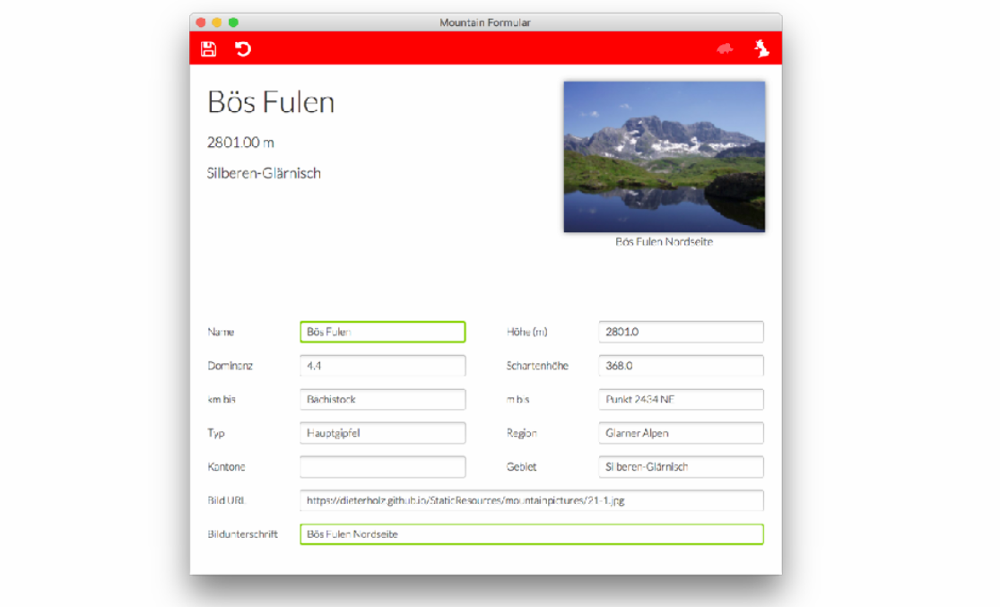 Mountain Formular
Bös Fulen
2801.00 m
Silberen-Glärnisch
Bös Fulen Nordseite
Name Bös Fulen Höhe (m) 2801.0
Dominanz 4.4 Schartenhöhe 368.0
km bis Bächistock m bis Punkt 2434 NE
Typ Hauptgipfel Region Glarner Alpen
Kantone Gebiet Silberen-Glärnisch
Bild URL https://dieterholz.github.io/StaticResources/mountainpictures/21-1.jpg
Bildunterschrift Bös Fulen Nordseite